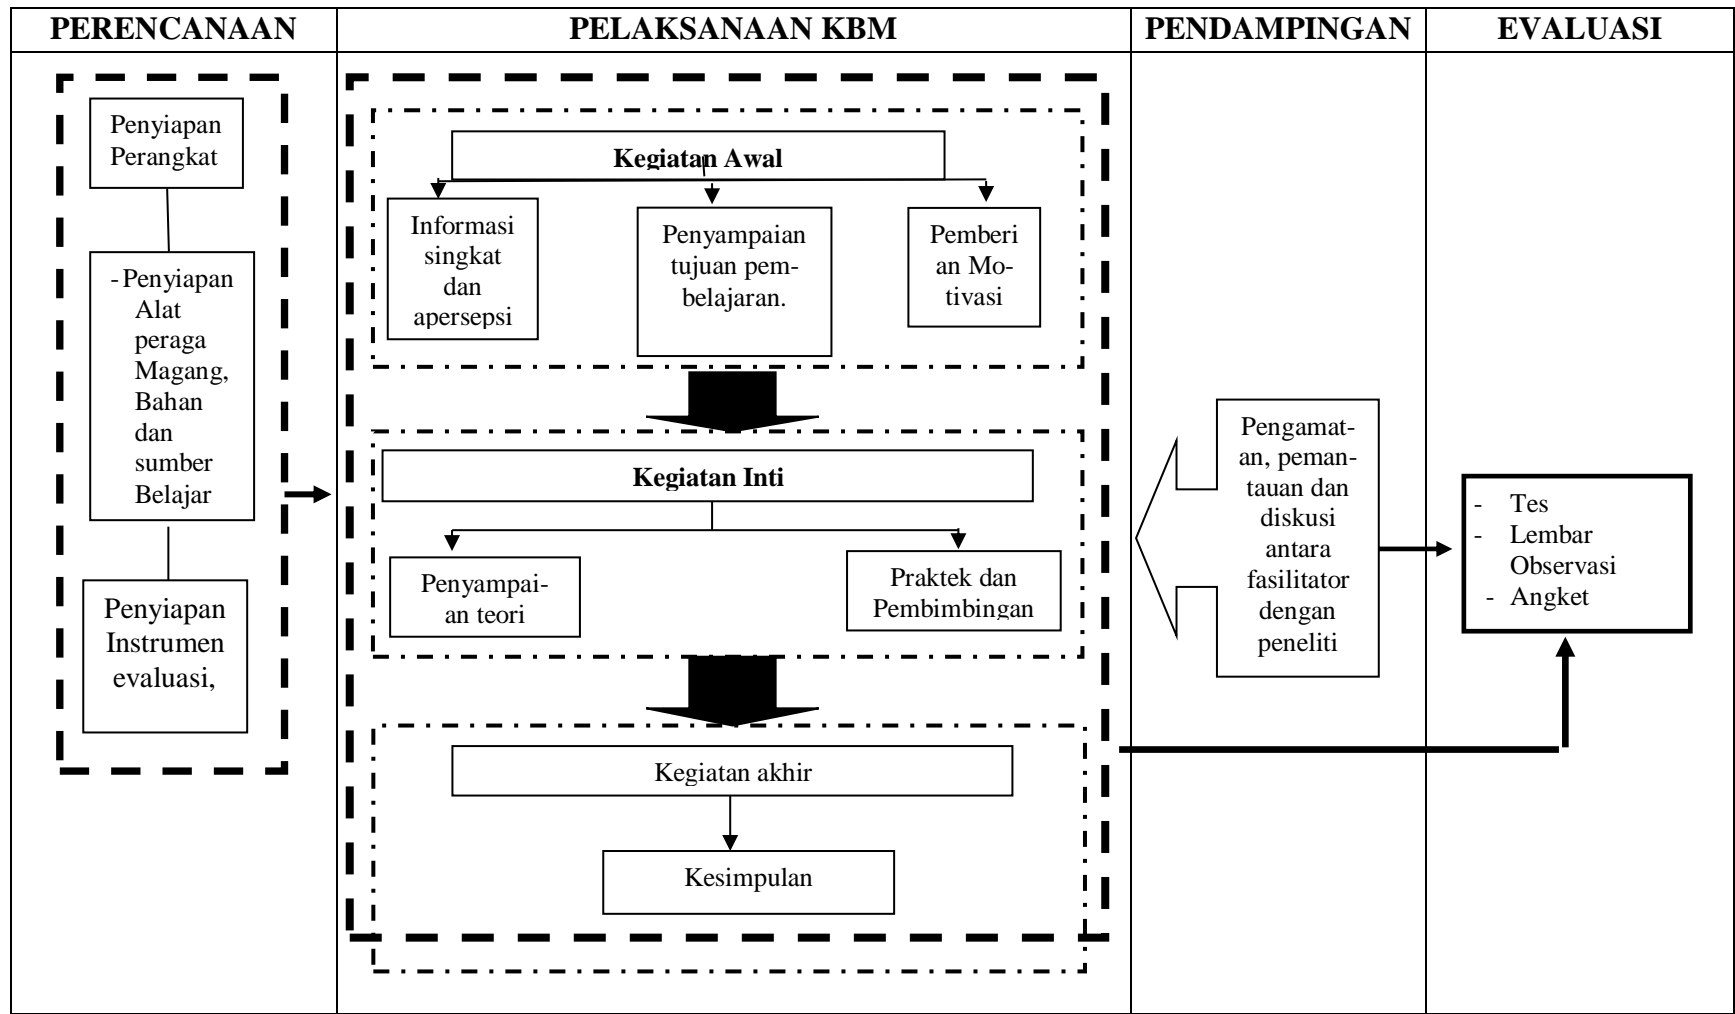 PERENCANAAN
PELAKSANAAN KBM
PENDAMPINGAN
EVALUASI
Penyiapan
Perangkat
- Penyiapan
Alat
peraga
Magang,
Bahan
dan
sumber
Belajar
Penyiapan
Instrumen
evaluasi,
Kegiatan Awal
Informasi
singkat
dan
apersepsi
Penyampaian
tujuan pem-
belajaran.
Pemberi
an Mo-
tivasi
Kegiatan Inti
Penyampai-
an teori
Praktek dan
Pembimbingan
Kegiatan akhir
Kesimpulan
Pengamat-
an, peman-
tauan dan
diskusi
antara
fasilitator
dengan
peneliti
- Tes
- Lembar
Observasi
- Angket